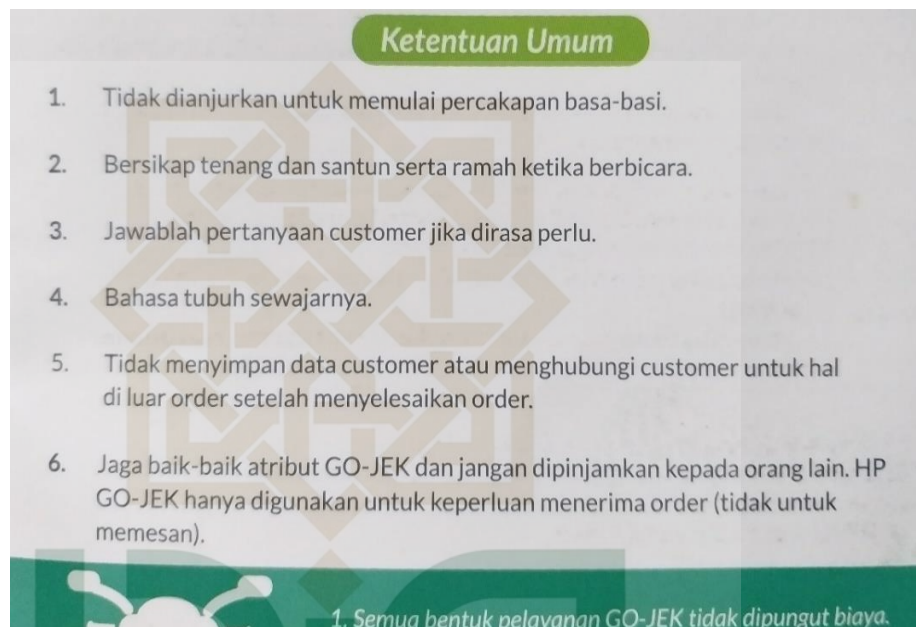 Ketentuan Umum
1. Tidak dianjurkan untuk memulai percakapan basa-basi.
2. Bersikap tenang dan santun serta ramah ketika berbicara.
3. Jawablah pertanyaan customer jika dirasa perlu.
4. Bahasa tubuh sewajarnya.
5. Tidak menyimpan data customer atau menghubungi customer untuk hal
di luar order setelah menyelesaikan order.
6. Jaga baik-baik atribut GO-JEK dan jangan dipinjamkan kepada orang lain. HP
GO-JEK hanya digunakan untuk keperluan menerima order (tidak untuk
memesan).
1. Semua bentuk pelayanan GO-JEK tidak dipungut biaya.